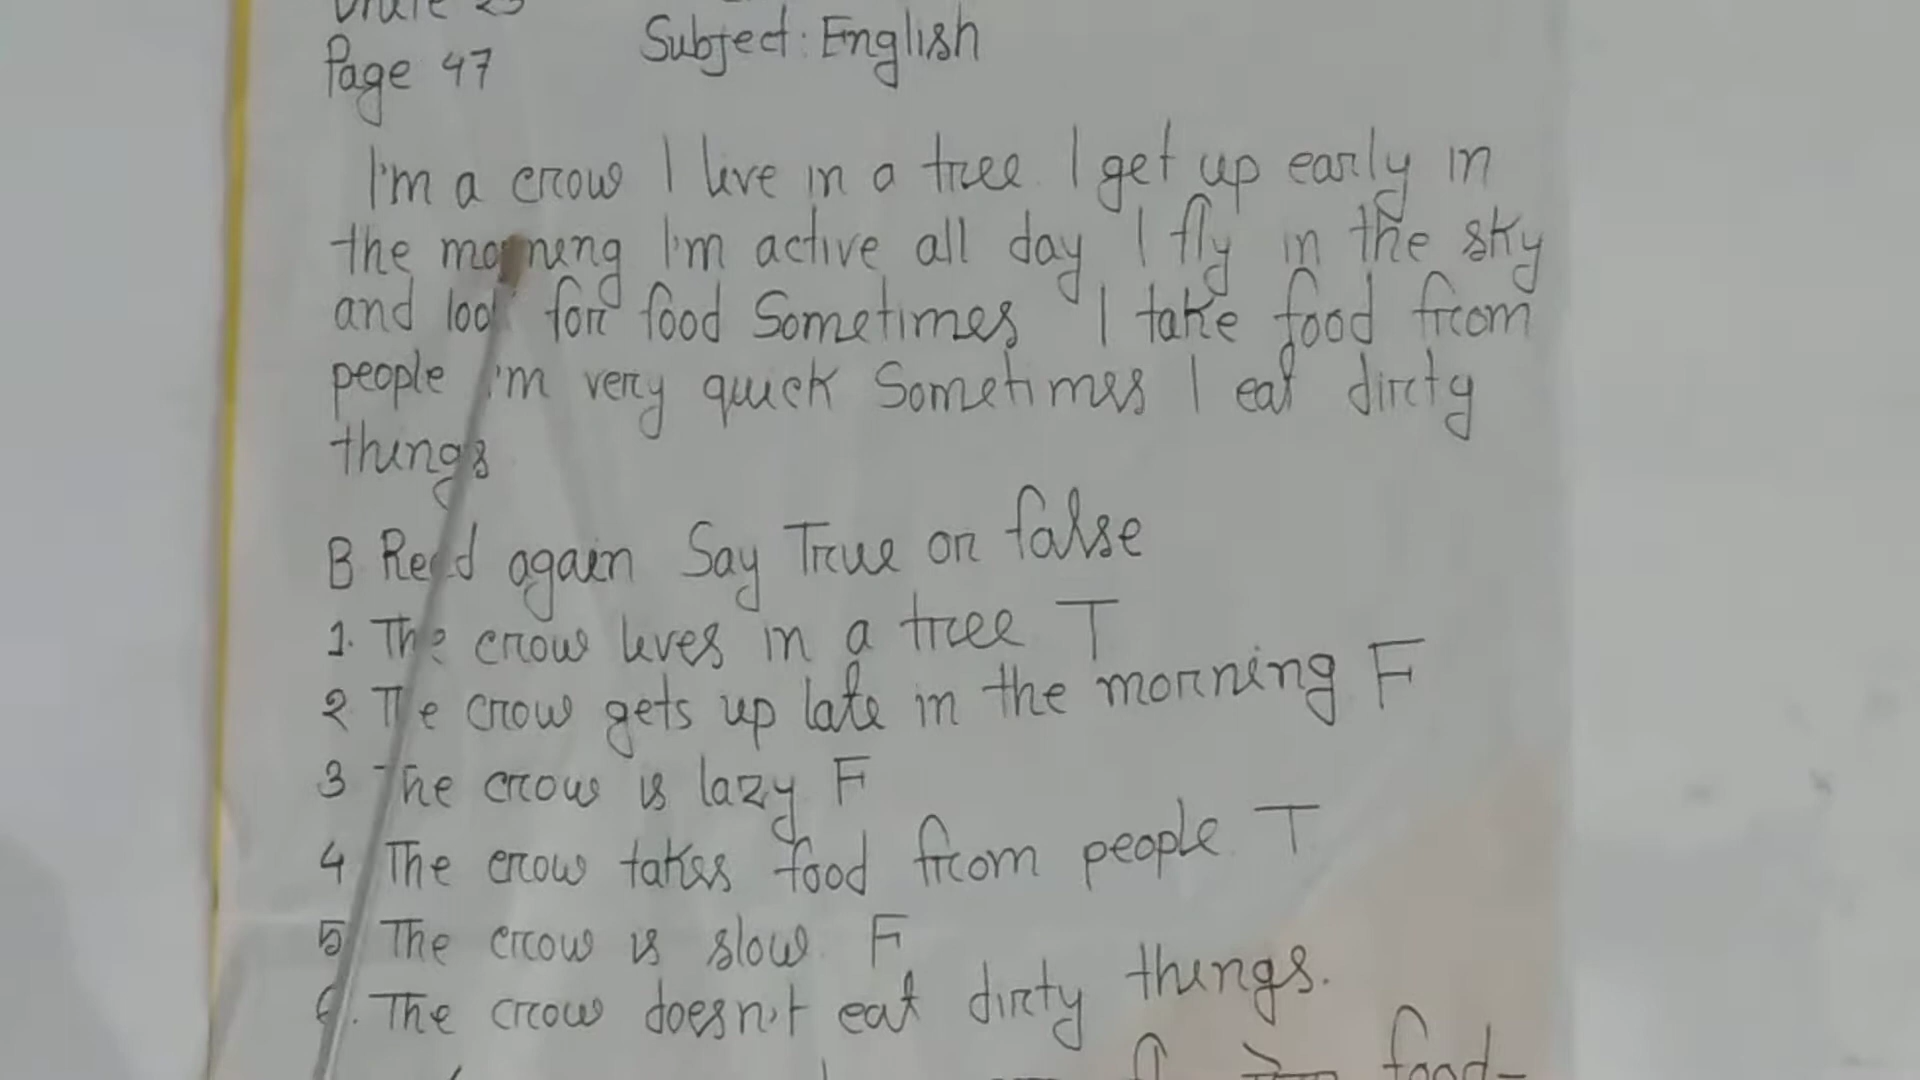 Page 47
Subject: English
I'm a crow I live in a tree. I get up early in
the morning I'm active all day I fly in the sky
and look for food Sometimes I take food from
people I'm very quick Sometimes I eat dirty
things
B Read again Say True or false
1. The crow lives in a tree T
2 The crow gets up late in the morning F
3 The crow is lazy F
4 The crow takes food from people T
5 The crow is slow F
6. The crow doesn't eat dirty things.
food-